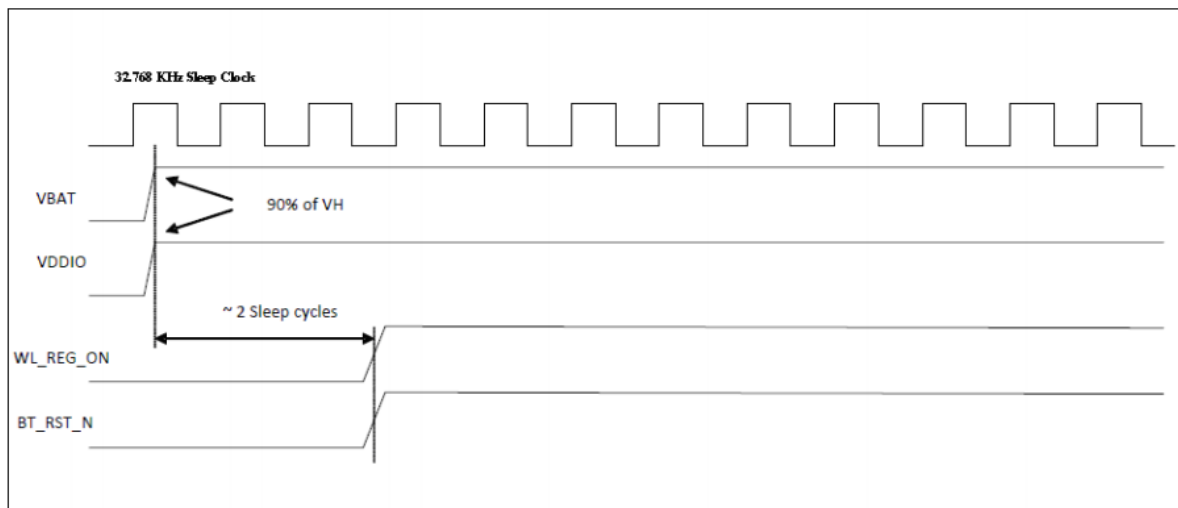 32.768 KHz Sleep Clock
VBAT
90% of VH
VDDIO
~ 2 Sleep cycles
WL_REG_ON
BT_RST_N